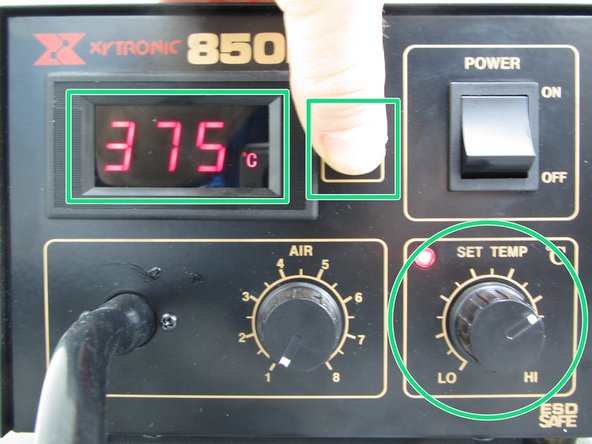 XYTRONIC 850
POWER
ON
OFF
375 °C
AIR
1 2 3 4 5 6 7 8
SET TEMP °C
LO HI
ESD
SAFE